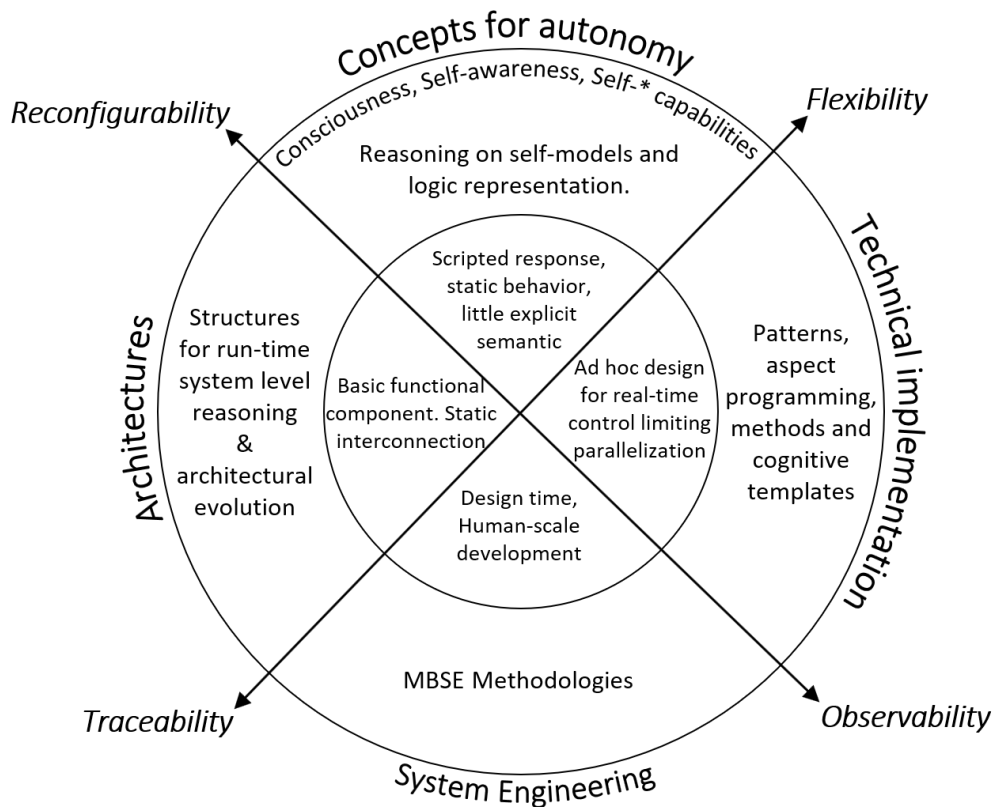 Concepts for autonomy
Consciousness, Self-awareness, Self-* capabilities
Reconfigurability
Flexibility
Reasoning on self-models and
logic representation.
Scripted response,
static behavior,
little explicit
semantic
Architectures
Structures
for run-time
system level
reasoning
&
architectural
evolution
Basic functional
component. Static
interconnection
Ad hoc design
for real-time
control limiting
parallelization
Patterns,
aspect
programming,
methods and
cognitive
templates
Technical implementation
Design time,
Human-scale
development
MBSE Methodologies
Traceability
Observability
System Engineering